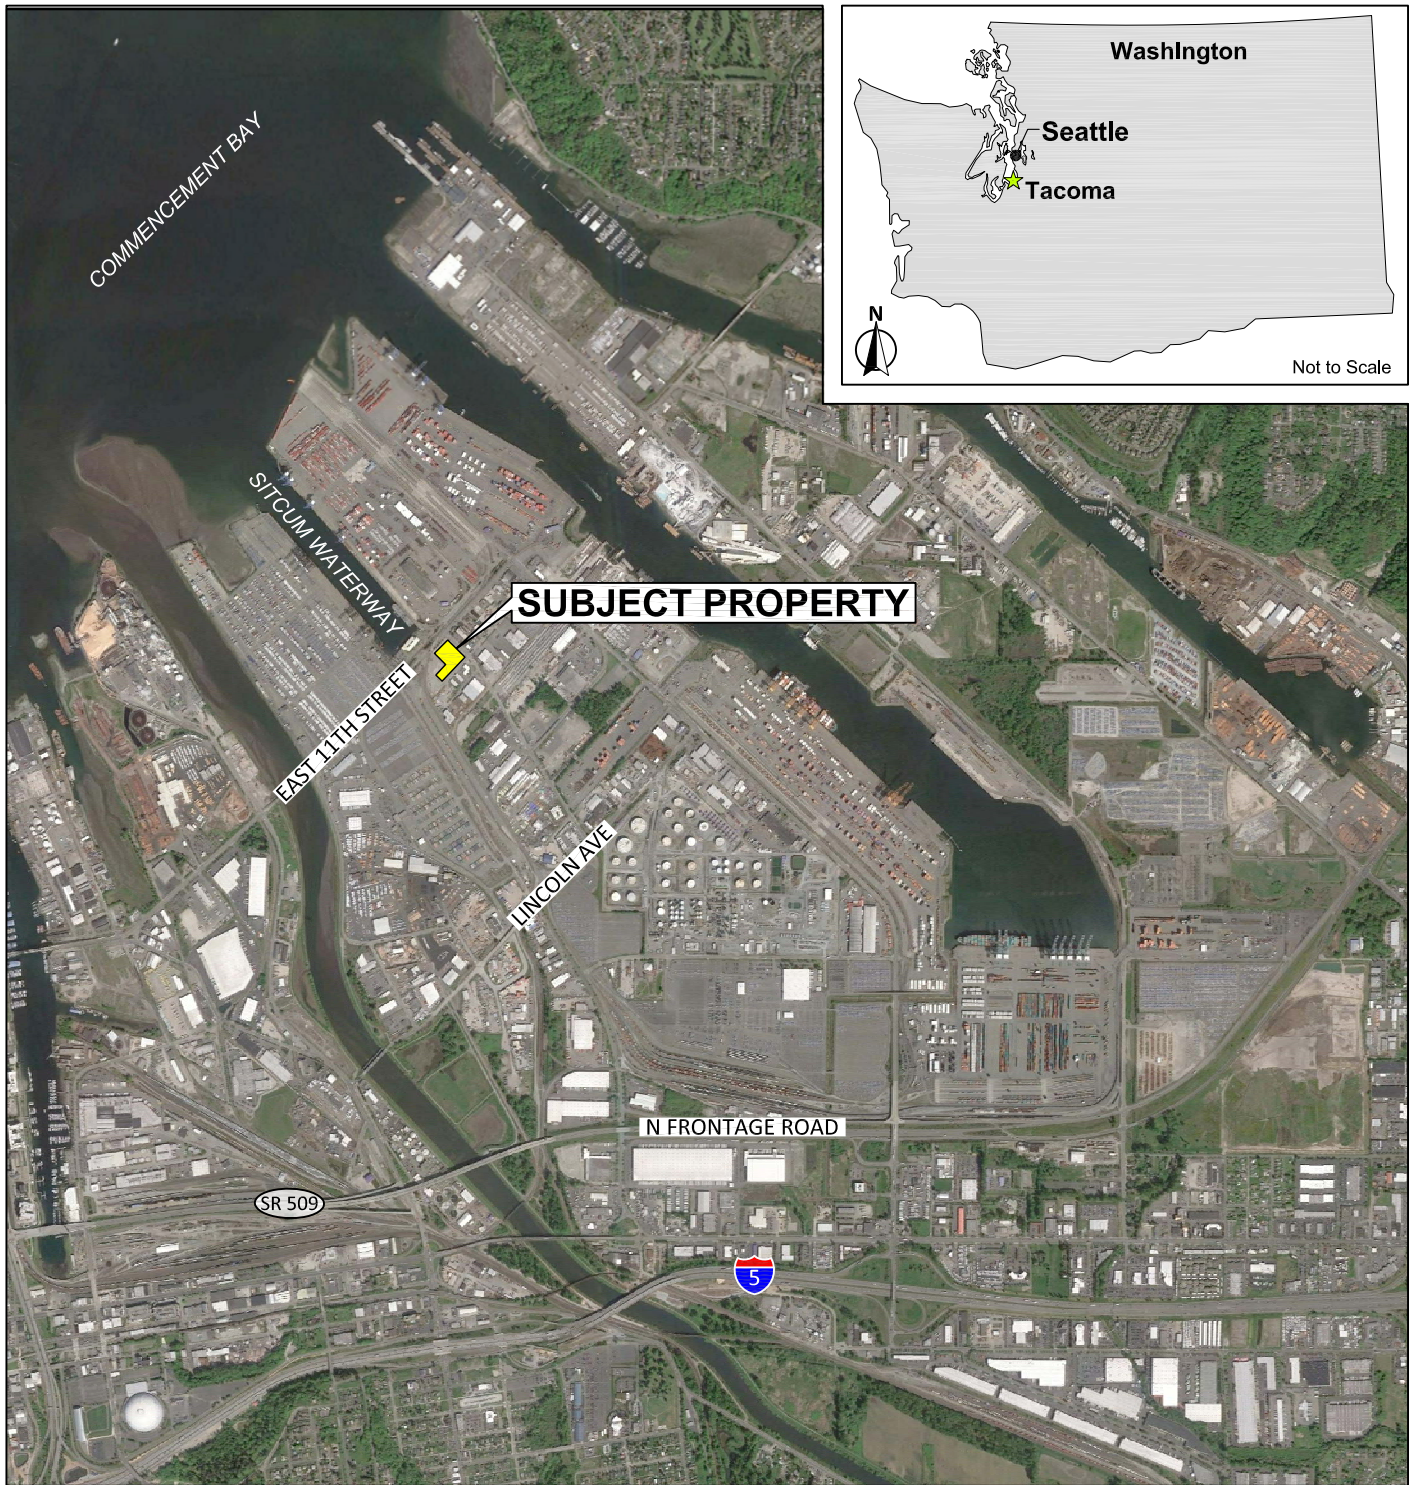 COMMENCEMENT BAY
WashIngton
Seattle
Tacoma
N
Not to Scale
SITCUM WATERWAY
SUBJECT PROPERTY
EAST 11TH STREET
LINCOLN AVE
N FRONTAGE ROAD
SR 509
5